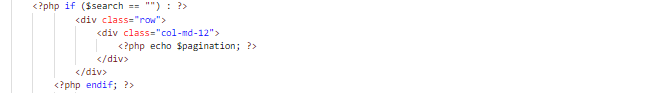 <?php if ($search == "") : ?>
<div class="row">
<div class="col-md-12">
<?php echo $pagination; ?>
</div>
</div>
<?php endif; ?>